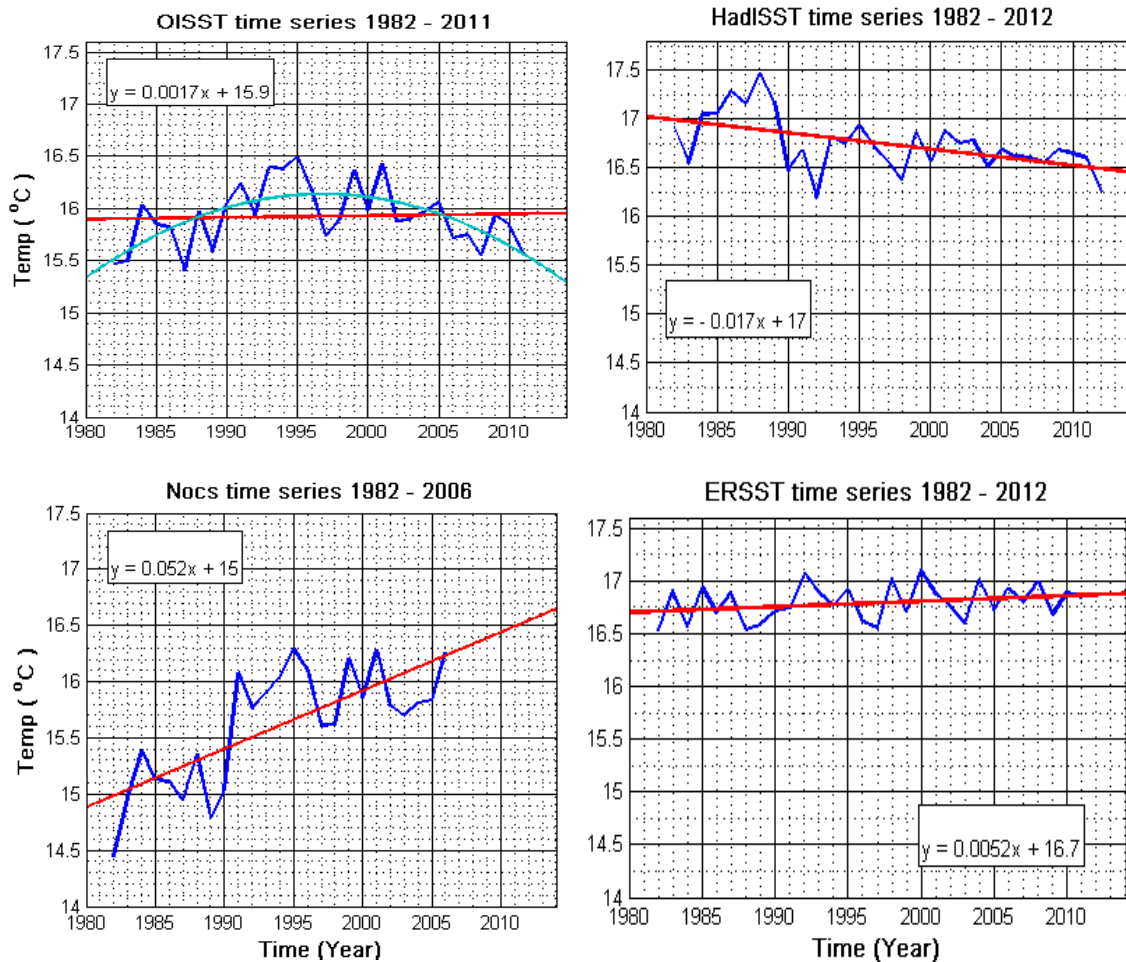 OISST time series 1982 - 2011
y = 0.0017x + 15.9
Temp ( °C)
17.5
17
16.5
16
15.5
15
14.5
14
1980 1985 1990 1995 2000 2005 2010
HadISST time series 1982 - 2012
y = - 0.017x + 17
17.5
17
16.5
16
15.5
15
14.5
14
1980 1985 1990 1995 2000 2005 2010
Nocs time series 1982 - 2006
y = 0.052x + 15
Temp ( °C)
17.5
17
16.5
16
15.5
15
14.5
14
1980 1985 1990 1995 2000 2005 2010
Time (Year)
ERSST time series 1982 - 2012
y = 0.0052x + 16.7
17.5
17
16.5
16
15.5
15
14.5
14
1980 1985 1990 1995 2000 2005 2010
Time (Year)